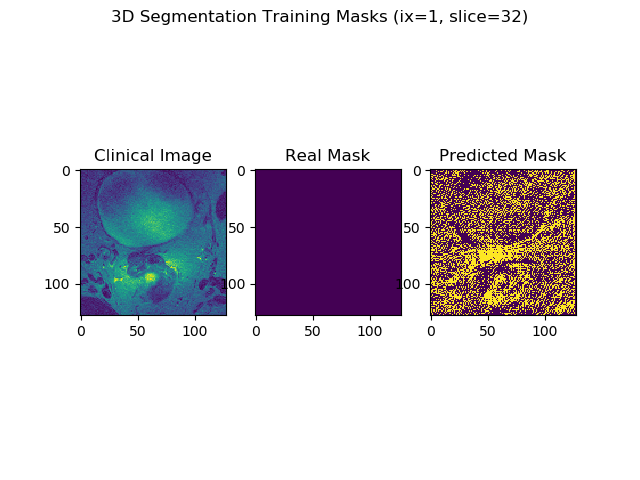 3D Segmentation Training Masks (ix=1, slice=32)
Clinical Image Real Mask Predicted Mask
0 0 0
50 50 50
100 100 100
0 50 100 0 50 100 0 50 100